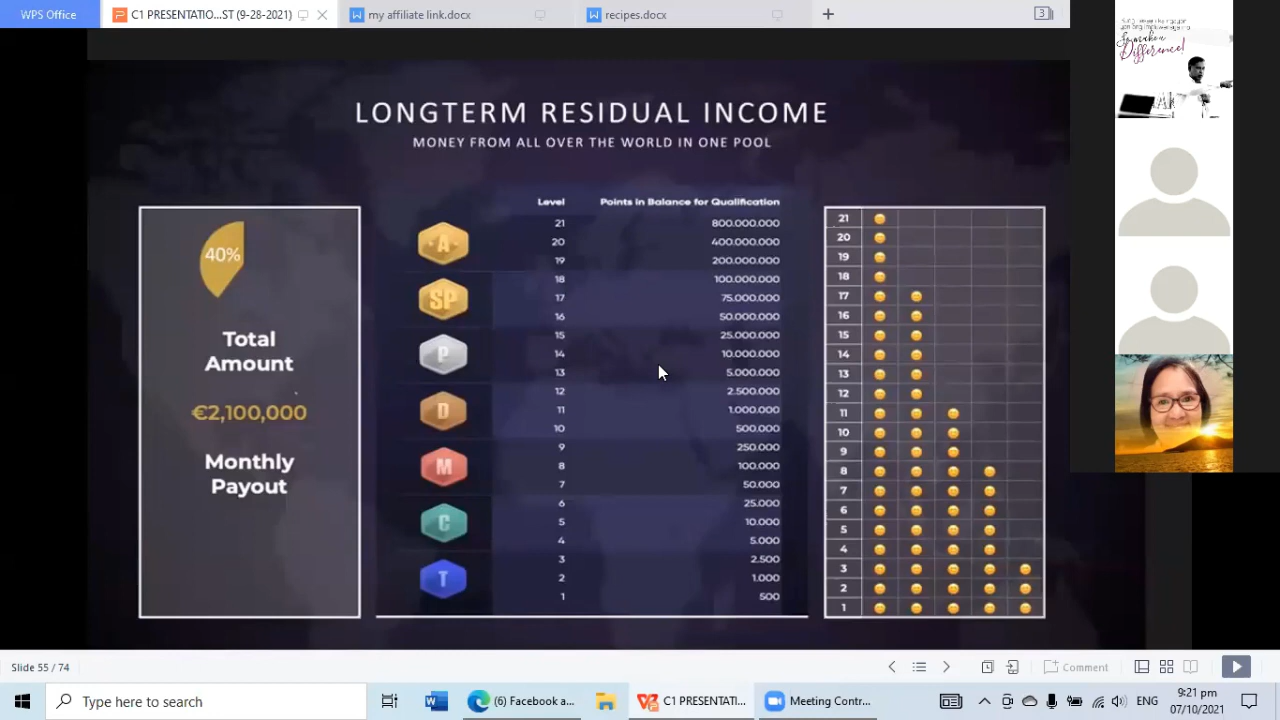 WPS Office
C1 PRESENTATIO...ST (9-28-2021)
my affiliate link.docx
recipes.docx
3
Difference!
LONGTERM RESIDUAL INCOME
MONEY FROM ALL OVER THE WORLD IN ONE POOL
40%
Total
Amount
€2,100,000
Monthly
Payout
Level Points in Balance for Qualification
A
21 800.000.000
20 400.000.000
19 200.000.000
SP
18 100.000.000
17 75.000.000
16 50.000.000
P
15 25.000.000
14 10.000.000
13 5.000.000
D
12 2.500.000
11 1.000.000
10 500.000
M
9 250.000
8 100.000
7 50.000
C
6 25.000
5 10.000
4 5.000
T
3 2.500
2 1.000
1 500
21
20
19
18
17
16
15
14
13
12
11
10
9
8
7
6
5
4
3
2
1
Slide 55 / 74
Comment
Type here to search
(6) Facebook a...
C1 PRESENTATI...
Meeting Contr...
ENG
9:21 pm
07/10/2021